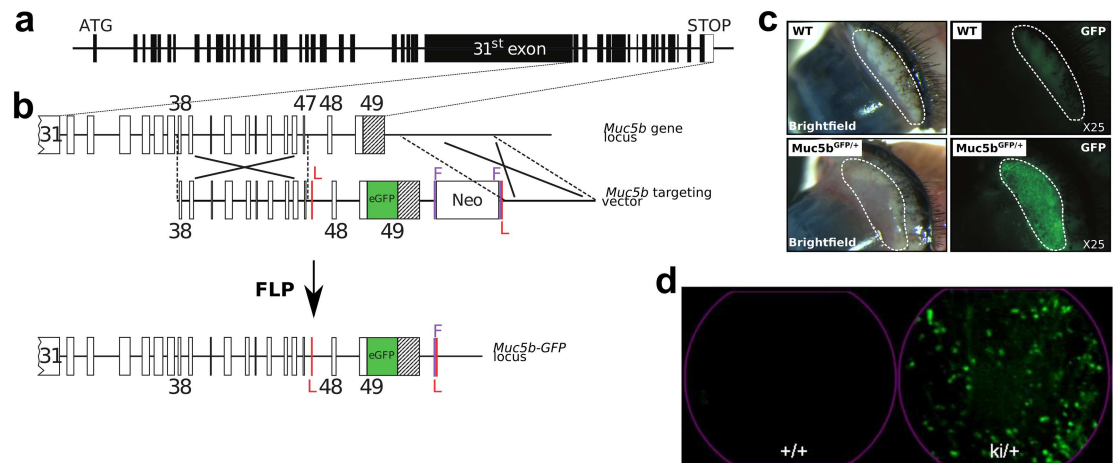 a
ATG
STOP
31st exon
b
38
47
48
49
31
Muc5b gene
locus
L
F
F
eGFP
Neo
Muc5b targeting
vector
38
48
49
L
FLP
F
31
eGFP
Muc5b-GFP
locus
38
L
48
49
L
c
WT
Brightfield
WT
GFP
X25
Muc5bGFP/+
Brightfield
Muc5bGFP/+
GFP
X25
d
+/+
ki/+